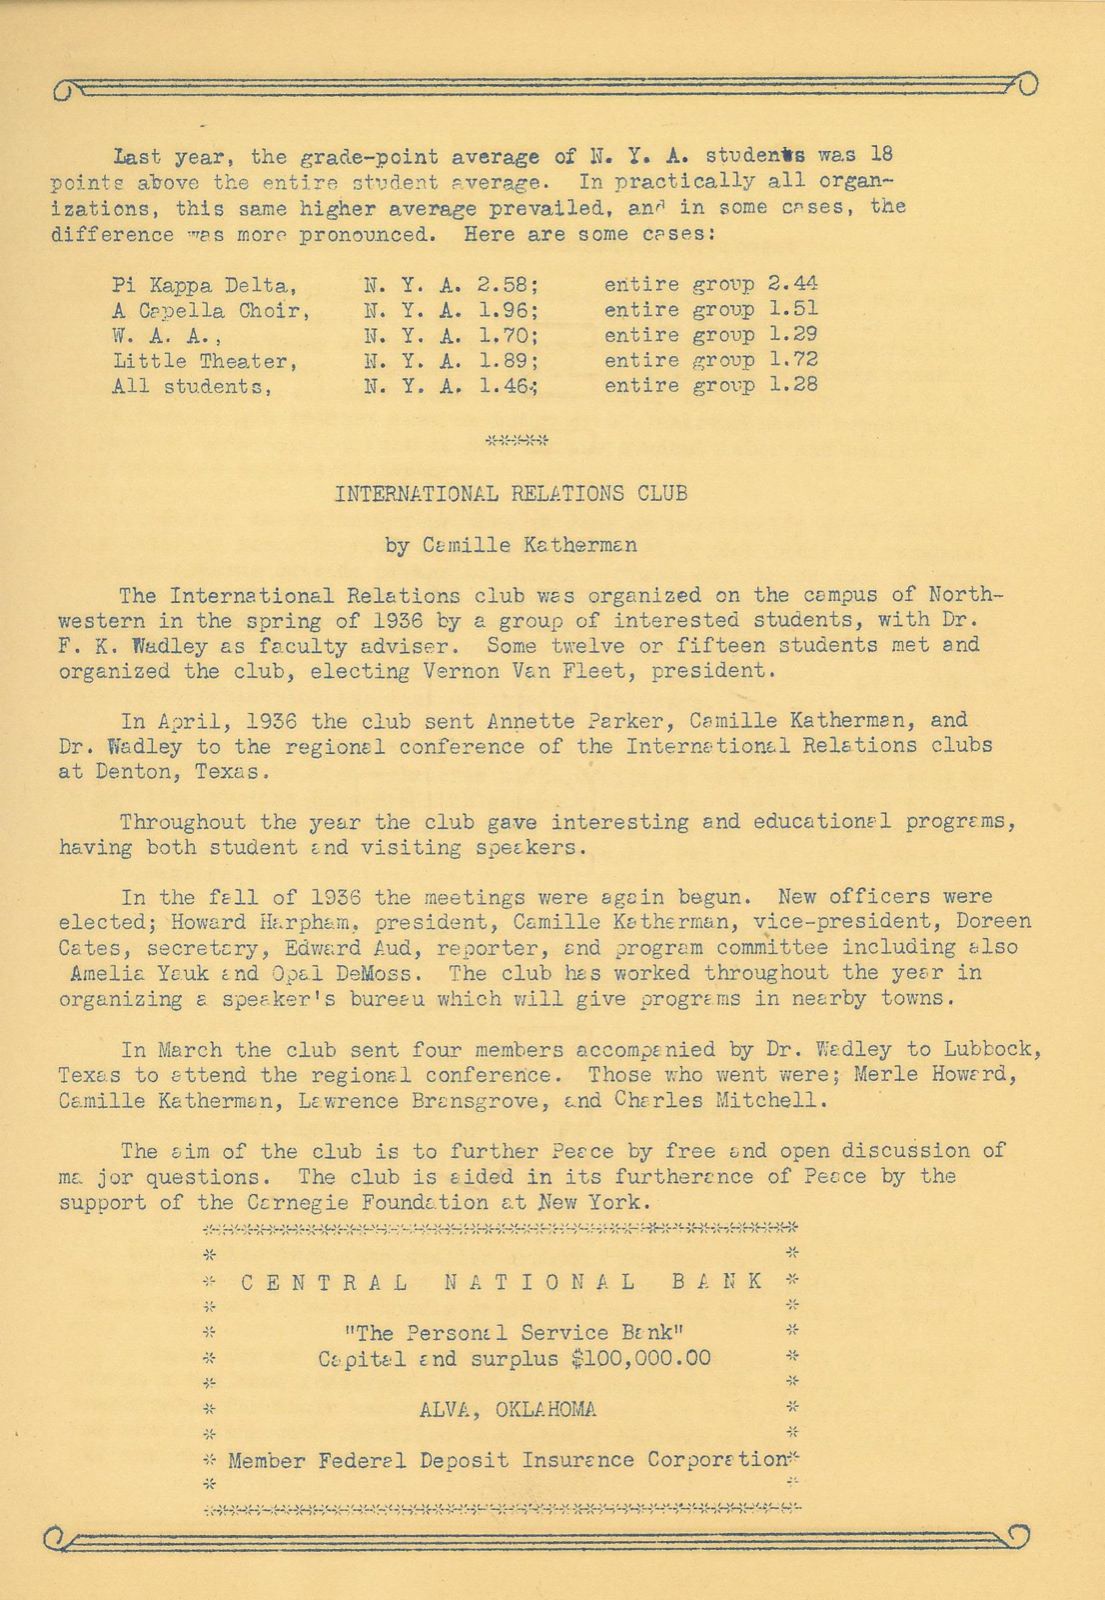 Last year, the grade-point average of N. Y. A. students was 18
points above the entire student average. In practically all organ-
izations, this same higher average prevailed, and in some cases, the
difference was more pronounced. Here are some cases:
Pi Kappa Delta, N. Y. A. 2.58; entire group 2.44
A Capella Choir, N. Y. A. 1.96; entire group 1.51
W. A. A., N. Y. A. 1.70; entire group 1.29
Little Theater, N. Y. A. 1.89; entire group 1.72
All students, N. Y. A. 1.46; entire group 1.28
*****
INTERNATIONAL RELATIONS CLUB
by Camille Katherman
The International Relations club was organized on the campus of North-
western in the spring of 1936 by a group of interested students, with Dr.
F. K. Wadley as faculty adviser. Some twelve or fifteen students met and
organized the club, electing Vernon Van Fleet, president.
In April, 1936 the club sent Annette Parker, Camille Katherman, and
Dr. Wadley to the regional conference of the International Relations clubs
at Denton, Texas.
Throughout the year the club gave interesting and educational programs,
having both student and visiting speakers.
In the fall of 1936 the meetings were again begun. New officers were
elected; Howard Harpham, president, Camille Katherman, vice-president, Doreen
Cates, secretary, Edward Aud, reporter, and program committee including also
Amelia Yauk and Opal DeMoss. The club has worked throughout the year in
organizing a speaker's bureau which will give programs in nearby towns.
In March the club sent four members accompanied by Dr. Wadley to Lubbock,
Texas to attend the regional conference. Those who went were; Merle Howard,
Camille Katherman, Lawrence Bransgrove, and Charles Mitchell.
The aim of the club is to further Peace by free and open discussion of
ma jor questions. The club is aided in its furtherance of Peace by the
support of the Carnegie Foundation at New York.
CENTRAL NATIONAL BANK
"The Personal Service Bank"
Capital and surplus $100,000.00
ALVA, OKLAHOMA
Member Federal Deposit Insurance Corporation